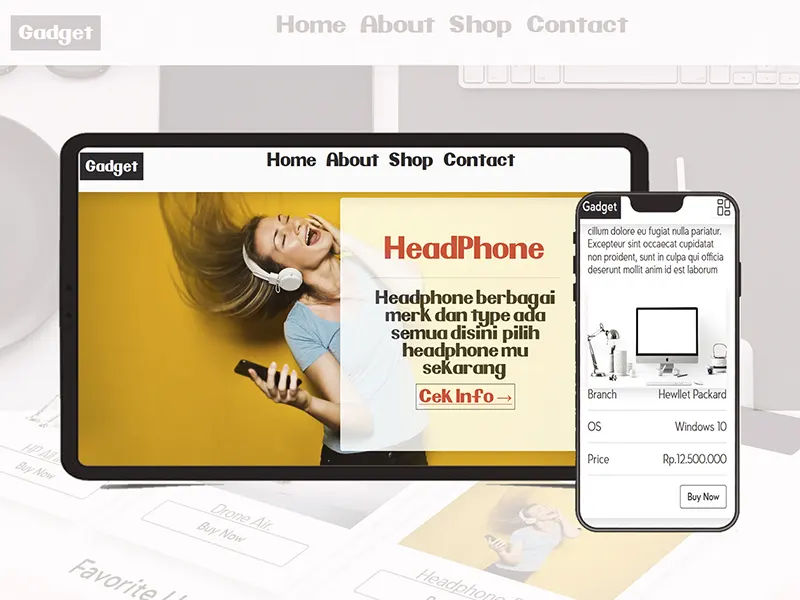 Gadget
Home About Shop Contact
Gadget
Home About Shop Contact
HeadPhone
Headphone berbagai
merk dan type ada
semua disini pilih
headphone mu
sekarang
Cek Info →
Gadget
cillum dolore eu fugiat nulla pariatur.
Excepteur sint occaecat cupidatat
non proident, sunt in culpa qui officia
deserunt mollit anim id est laborum
Branch Hewllet Packard
OS Windows 10
Price Rp.12.500.000
Buy Now
HP
Buy Now
Drone Air.
Buy Now
Headphone
Buy
Favorite